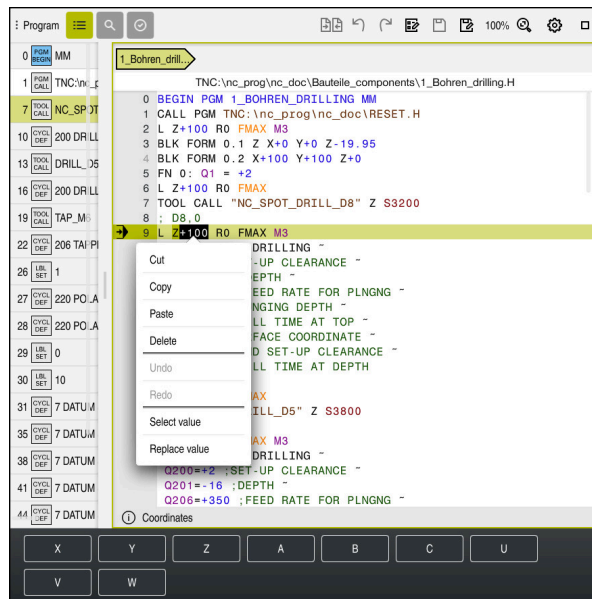 Program
100%
0 PGM BEGIN MM
1 PGM CALL TNC:\nc_p
7 TOOL CALL NC_SPOT
10 CYCL DEF 200 DRILL
13 TOOL CALL DRILL_D5
16 CYCL DEF 200 DRILL
19 TOOL CALL TAP_M6
22 CYCL DEF 206 TAPPI
26 LBL SET 1
27 CYCL DEF 220 POLA
28 CYCL DEF 220 POLA
29 LBL SET 0
30 LBL SET 10
31 CYCL DEF 7 DATUM
35 CYCL DEF 7 DATUM
38 CYCL DEF 7 DATUM
41 CYCL DEF 7 DATUM
44 CYCL DEF 7 DATUM
1_Bohren_drill...
TNC:\nc_prog\nc_doc\Bauteile_components\1_Bohren_drilling.H
0 BEGIN PGM 1_BOHREN_DRILLING MM
1 CALL PGM TNC:\nc_prog\nc_doc\RESET.H
2 L Z+100 R0 FMAX M3
3 BLK FORM 0.1 Z X+0 Y+0 Z-19.95
4 BLK FORM 0.2 X+100 Y+100 Z+0
5 FN 0: Q1 = +2
6 L Z+100 R0 FMAX
7 TOOL CALL "NC_SPOT_DRILL_D8" Z S3200
8 ; D8,0
9 L Z+100 R0 FMAX M3
DRILLING ~
-UP CLEARANCE ~
EPTH ~
EED RATE FOR PLNGNG ~
NGING DEPTH ~
LL TIME AT TOP ~
FACE COORDINATE ~
D SET-UP CLEARANCE ~
LL TIME AT DEPTH
AX
ILL_D5" Z S3800
AX M3
DRILLING ~
Q200=+2 ;SET-UP CLEARANCE ~
Q201=-16 ;DEPTH ~
Q206=+350 ;FEED RATE FOR PLNGNG ~
Cut
Copy
Paste
Delete
Undo
Redo
Select value
Replace value
Coordinates
X Y Z A B C U
V W